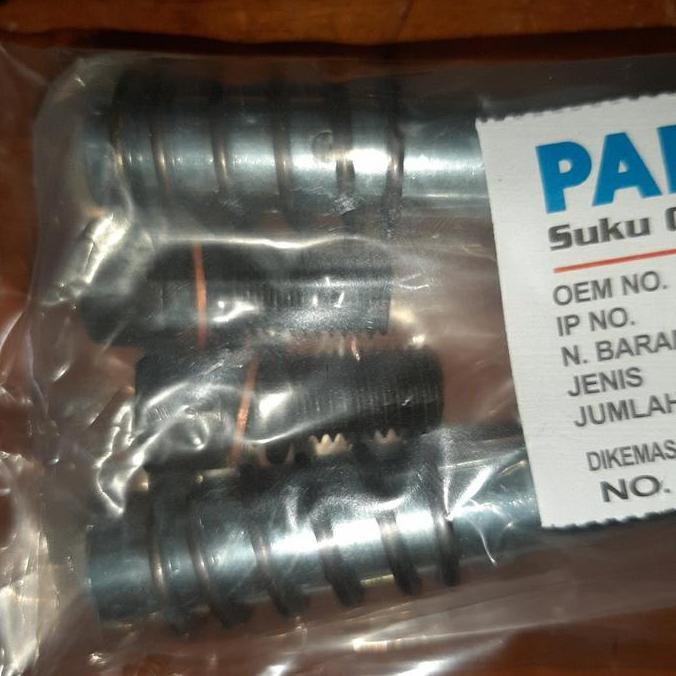 PA
Suku
OEM NO.
IP NO.
N. BARA
JENIS
JUMLAH
DIKEMAS
NO.